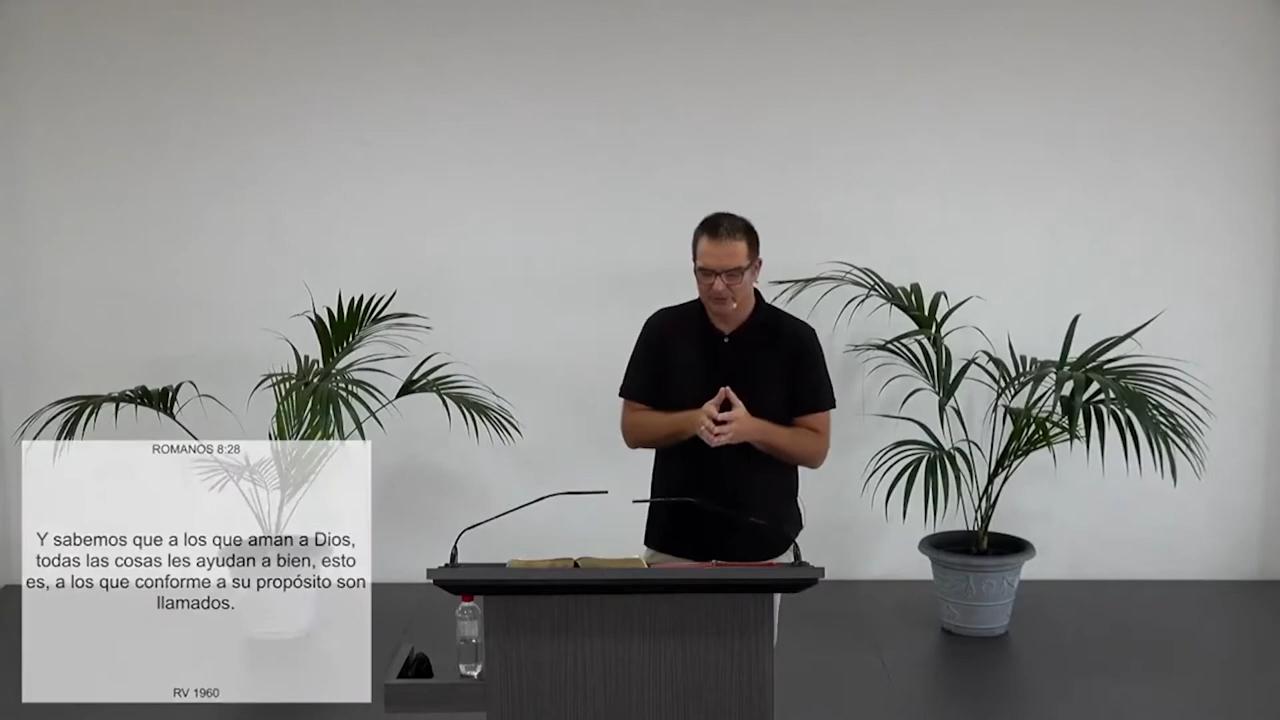 ROMANOS 8:28
Y sabemos que a los que aman a Dios,
todas las cosas les ayudan a bien, esto
es, a los que conforme a su propósito son
llamados.
RV 1960